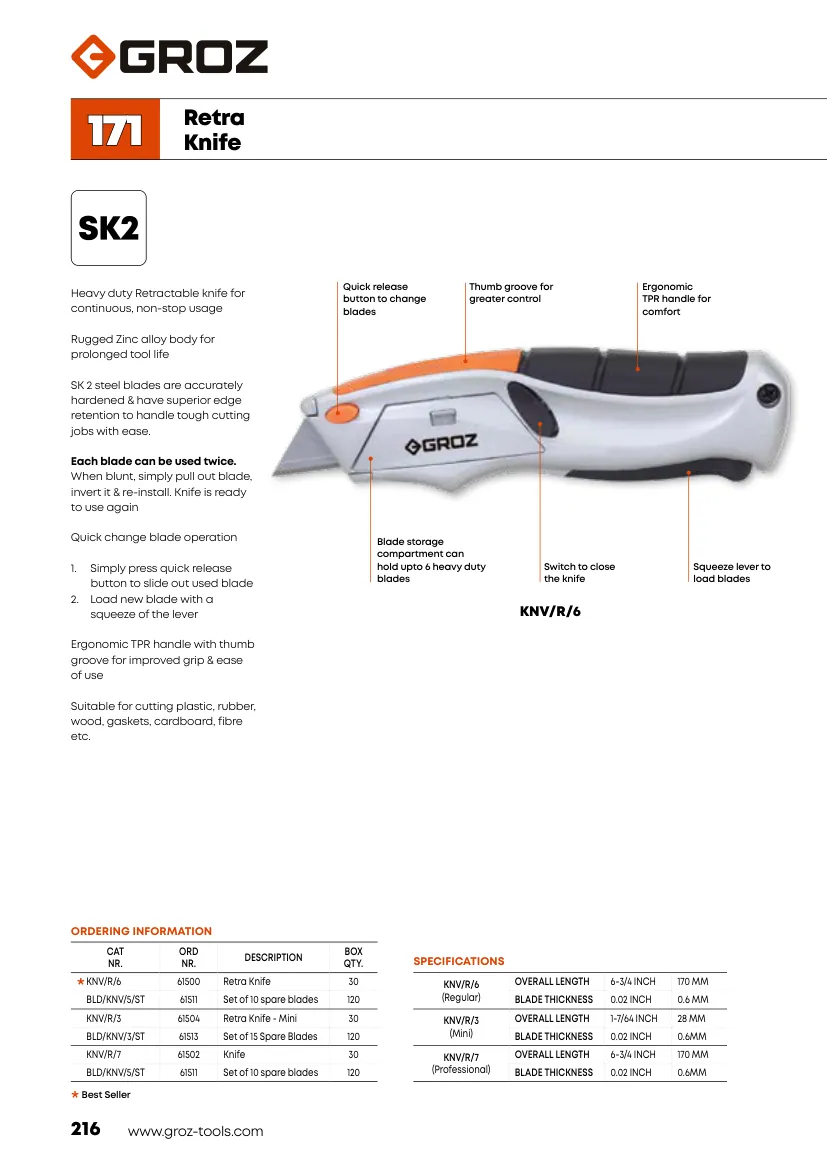 GROZ
171
Retra
Knife
SK2
Heavy duty Retractable knife for
continuous, non-stop usage
Rugged Zinc alloy body for
prolonged tool life
SK 2 steel blades are accurately
hardened & have superior edge
retention to handle tough cutting
jobs with ease.
Each blade can be used twice.
When blunt, simply pull out blade,
invert it & re-install. Knife is ready
to use again
Quick change blade operation
1. Simply press quick release
button to slide out used blade
2. Load new blade with a
squeeze of the lever
Ergonomic TPR handle with thumb
groove for improved grip & ease
of use
Suitable for cutting plastic, rubber,
wood, gaskets, cardboard, fibre
etc.
Quick release
button to change
blades
Thumb groove for
greater control
Ergonomic
TPR handle for
comfort
GROZ
Blade storage
compartment can
hold upto 6 heavy duty
blades
Switch to close
the knife
Squeeze lever to
load blades
KNV/R/6
ORDERING INFORMATION
CAT NR. ORD NR. DESCRIPTION BOX QTY.
* KNV/R/6 61500 Retra Knife 30
BLD/KNV/5/ST 61511 Set of 10 spare blades 120
KNV/R/3 61504 Retra Knife - Mini 30
BLD/KNV/3/ST 61513 Set of 15 Spare Blades 120
KNV/R/7 61502 Knife 30
BLD/KNV/5/ST 61511 Set of 10 spare blades 120
* Best Seller
SPECIFICATIONS
KNV/R/6 (Regular) OVERALL LENGTH 6-3/4 INCH 170 MM
BLADE THICKNESS 0.02 INCH 0.6 MM
KNV/R/3 (Mini) OVERALL LENGTH 1-7/64 INCH 28 MM
BLADE THICKNESS 0.02 INCH 0.6MM
KNV/R/7 (Professional) OVERALL LENGTH 6-3/4 INCH 170 MM
BLADE THICKNESS 0.02 INCH 0.6MM
216 www.groz-tools.com